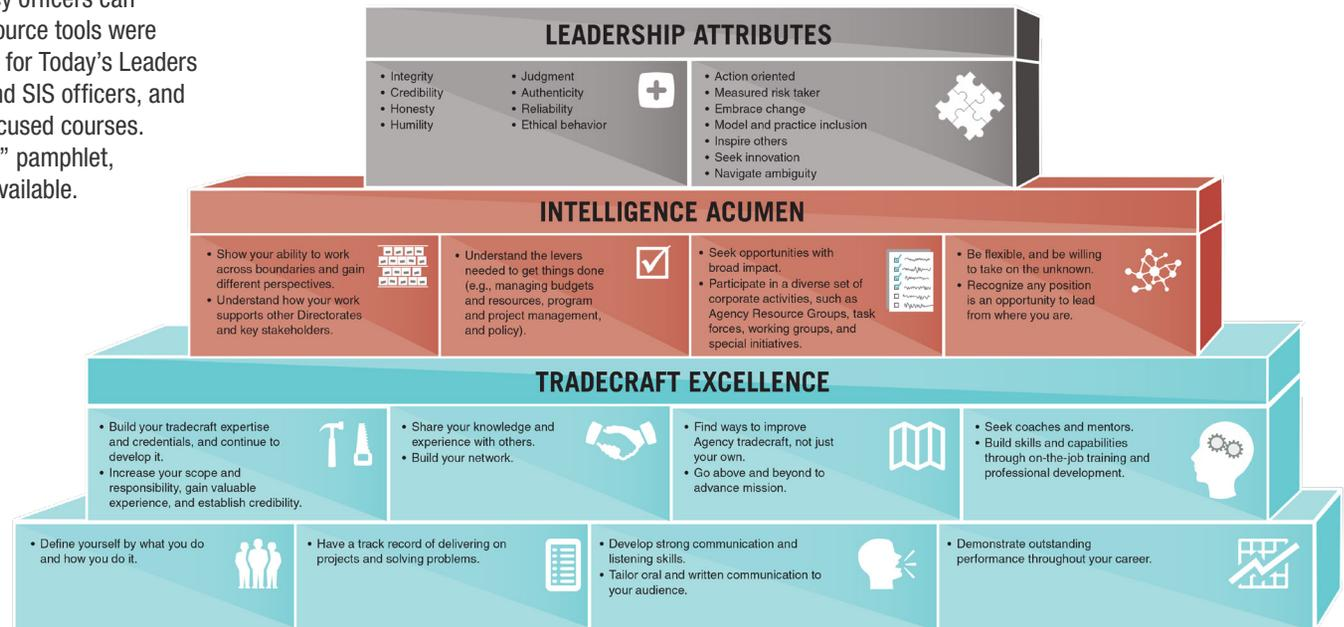 y officers can
ource tools were
for Today's Leaders
nd SIS officers, and
cused courses.
" pamphlet,
vailable.
LEADERSHIP ATTRIBUTES
• Integrity
• Credibility
• Honesty
• Humility
• Judgment
• Authenticity
• Reliability
• Ethical behavior
• Action oriented
• Measured risk taker
• Embrace change
• Model and practice inclusion
• Inspire others
• Seek innovation
• Navigate ambiguity
INTELLIGENCE ACUMEN
• Show your ability to work
across boundaries and gain
different perspectives.
• Understand how your work
supports other Directorates
and key stakeholders.
• Understand the levers
needed to get things done
(e.g., managing budgets
and resources, program
and project management,
and policy).
• Seek opportunities with
broad impact.
• Participate in a diverse set of
corporate activities, such as
Agency Resource Groups, task
forces, working groups, and
special initiatives.
• Be flexible, and be willing
to take on the unknown.
• Recognize any position
is an opportunity to lead
from where you are.
TRADECRAFT EXCELLENCE
• Build your tradecraft expertise
and credentials, and continue to
develop it.
• Increase your scope and
responsibility, gain valuable
experience, and establish credibility.
• Share your knowledge and
experience with others.
• Build your network.
• Find ways to improve
Agency tradecraft, not just
your own.
• Go above and beyond to
advance mission.
• Seek coaches and mentors.
• Build skills and capabilities
through on-the-job training and
professional development.
• Define yourself by what you do
and how you do it.
• Have a track record of delivering on
projects and solving problems.
• Develop strong communication and
listening skills.
• Tailor oral and written communication to
your audience.
• Demonstrate outstanding
performance throughout your career.